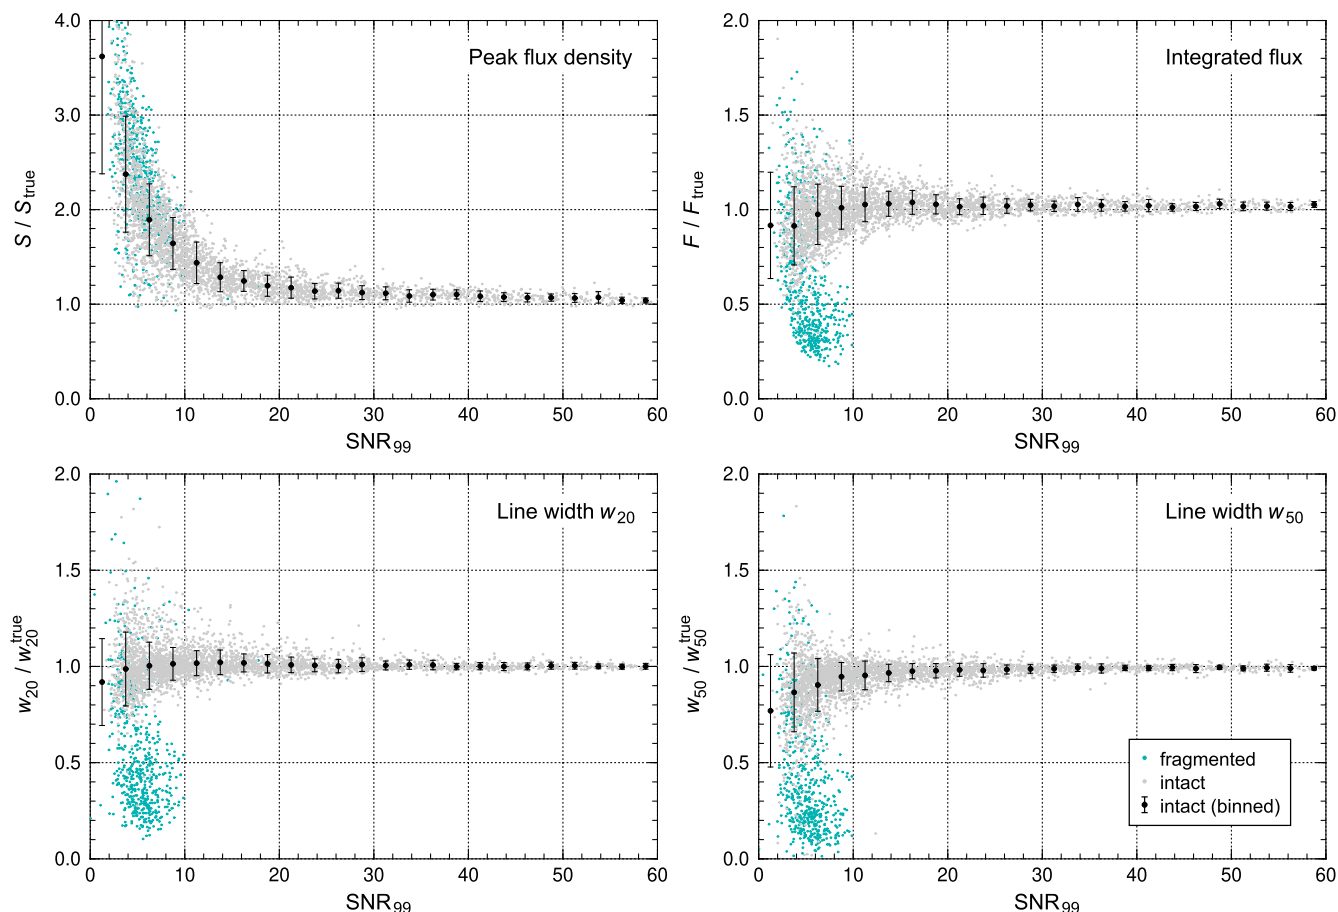 Peak flux density
S / S_true
4.0
3.0
2.0
1.0
0.0
0 10 20 30 40 50 60
SNR_99
Integrated flux
F / F_true
2.0
1.5
1.0
0.5
0.0
0 10 20 30 40 50 60
SNR_99
Line width w_20
w_20 / w_20^true
2.0
1.5
1.0
0.5
0.0
0 10 20 30 40 50 60
SNR_99
Line width w_50
w_50 / w_50^true
2.0
1.5
1.0
0.5
0.0
fragmented
intact
intact (binned)
0 10 20 30 40 50 60
SNR_99